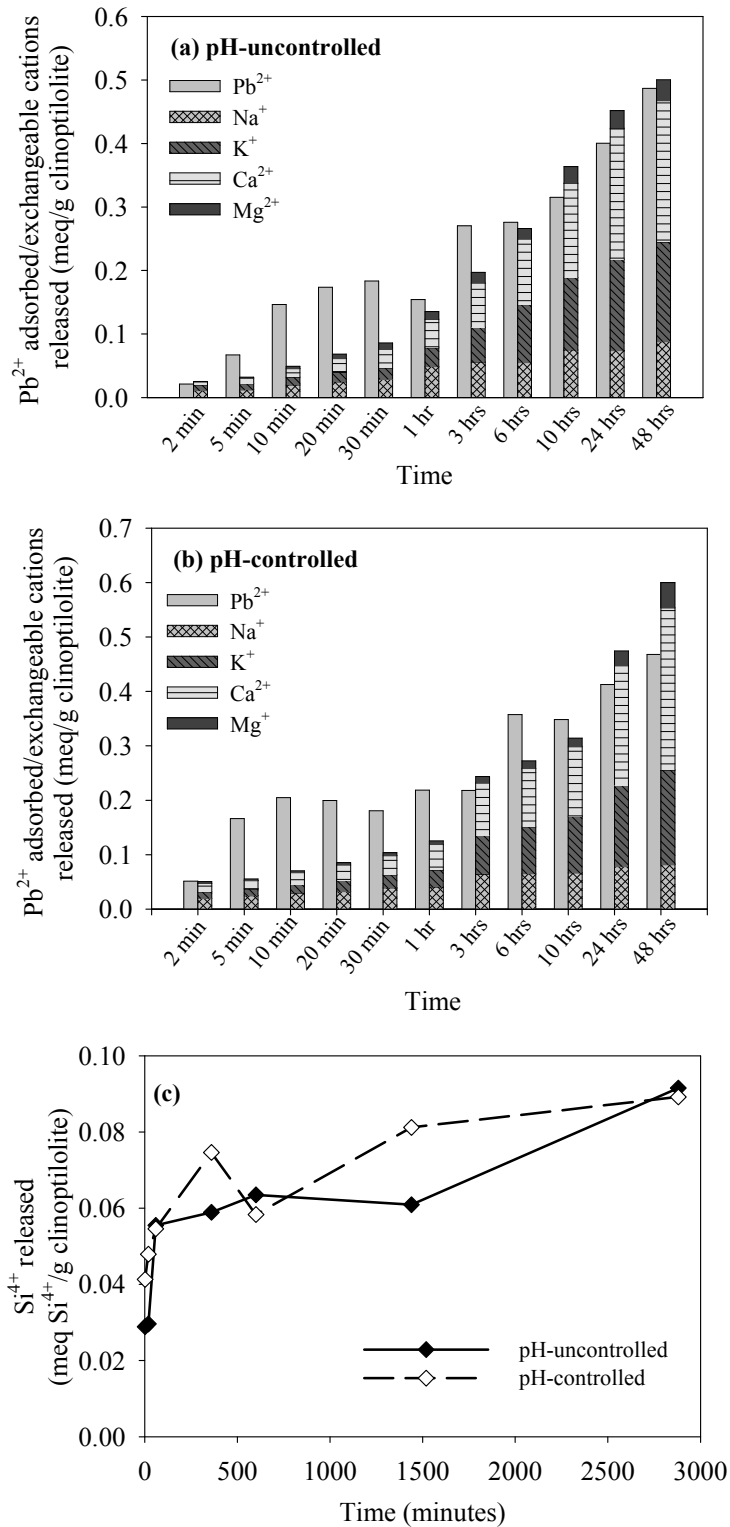 Pb²⁺ adsorbed/exchangeable cations
released (meq/g clinoptilolite)
0.6
0.5
0.4
0.3
0.2
0.1
0.0
(a) pH-uncontrolled
Pb²⁺
Na⁺
K⁺
Ca²⁺
Mg²⁺
2 min
5 min
10 min
20 min
30 min
1 hr
3 hrs
6 hrs
10 hrs
24 hrs
48 hrs
Time
Pb²⁺ adsorbed/exchangeable cations
released (meq/g clinoptilolite)
0.7
0.6
0.5
0.4
0.3
0.2
0.1
0.0
(b) pH-controlled
Pb²⁺
Na⁺
K⁺
Ca²⁺
Mg⁺
2 min
5 min
10 min
20 min
30 min
1 hr
3 hrs
6 hrs
10 hrs
24 hrs
48 hrs
Time
Si⁴⁺ released
(meq Si⁴⁺/g clinoptilolite)
0.10
0.08
0.06
0.04
0.02
0.00
(c)
pH-uncontrolled
pH-controlled
0
500
1000
1500
2000
2500
3000
Time (minutes)